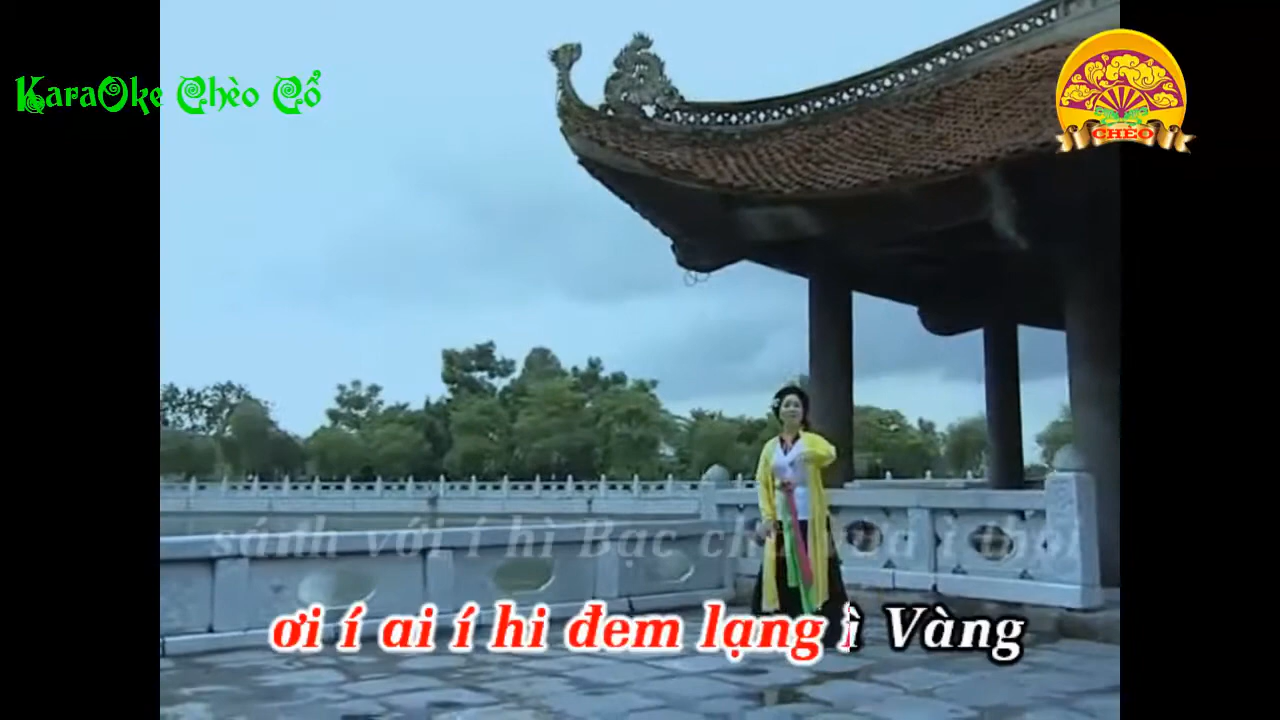 KaraOke Chèo Cổ
CHÈO
sánh với í hì Bạc
ơi í ai í hi đem lạng ì Vàng